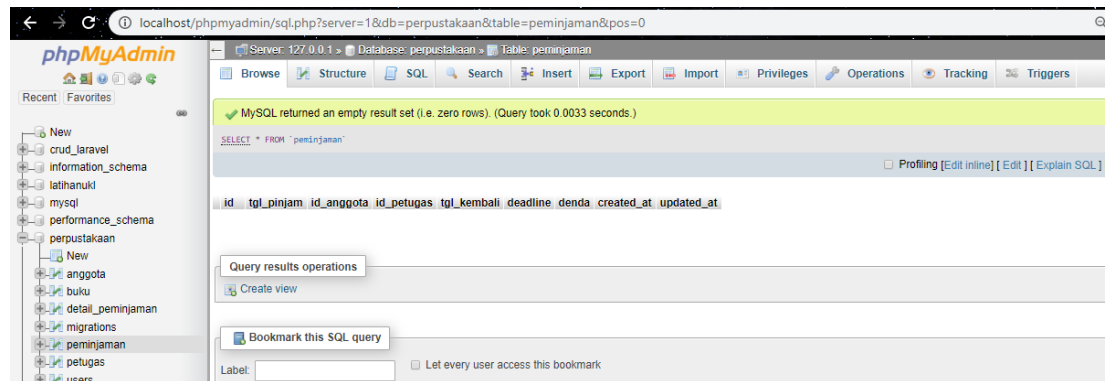 localhost/phpmyadmin/sql.php?server=1&db=perpustakaan&table=peminjaman&pos=0
phpMyAdmin
Recent Favorites
New
crud_laravel
information_schema
latihanukl
mysql
performance_schema
perpustakaan
New
anggota
buku
detail_peminjaman
migrations
peminjaman
petugas
users
Server: 127.0.0.1 » Database: perpustakaan » Table: peminjaman
Browse Structure SQL Search Insert Export Import Privileges Operations Tracking Triggers
MySQL returned an empty result set (i.e. zero rows). (Query took 0.0033 seconds.)
SELECT * FROM `peminjaman`
Profiling [Edit inline] [ Edit ] [ Explain SQL ]
id tgl_pinjam id_anggota id_petugas tgl_kembali deadline denda created_at updated_at
Query results operations
Create view
Bookmark this SQL query
Label: Let every user access this bookmark